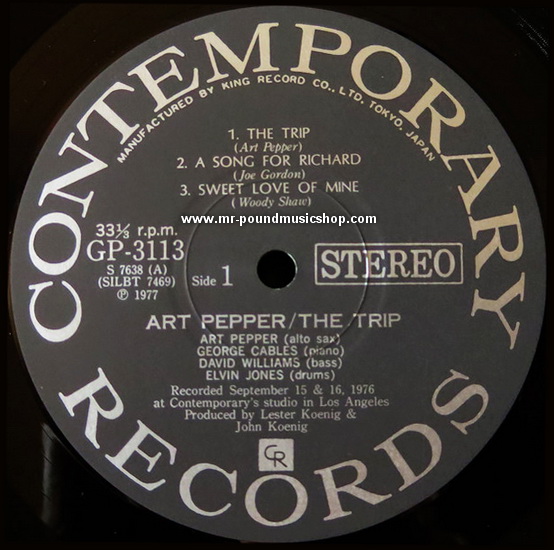 CONTEMPORARY
MANUFACTURED BY KING RECORD CO., LTD. TOKYO, JAPAN
1. THE TRIP
(Art Pepper)
2. A SONG FOR RICHARD
(Joe Gordon)
3. SWEET LOVE OF MINE
(Woody Shaw)
www.mr-poundmusicshop.com
33⅓ r.p.m.
GP-3113
S 7638 (A)
(SILBT 7469)
℗ 1977
Side 1
STEREO
ART PEPPER/THE TRIP
ART PEPPER (alto sax)
GEORGE CABLES (piano)
DAVID WILLIAMS (bass)
ELVIN JONES (drums)
Recorded September 15 & 16, 1976
at Contemporary's studio in Los Angeles
Produced by Lester Koenig &
John Koenig
CR
RECORDS